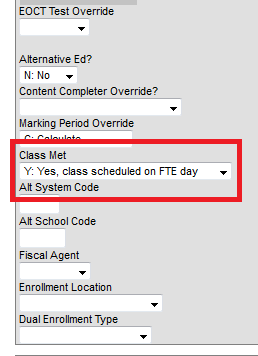 EOCT Test Override
Alternative Ed?
N: No
Content Completer Override?
Marking Period Override
C: Calculate
Class Met
Y: Yes, class scheduled on FTE day
Alt System Code
Alt School Code
Fiscal Agent
Enrollment Location
Dual Enrollment Type